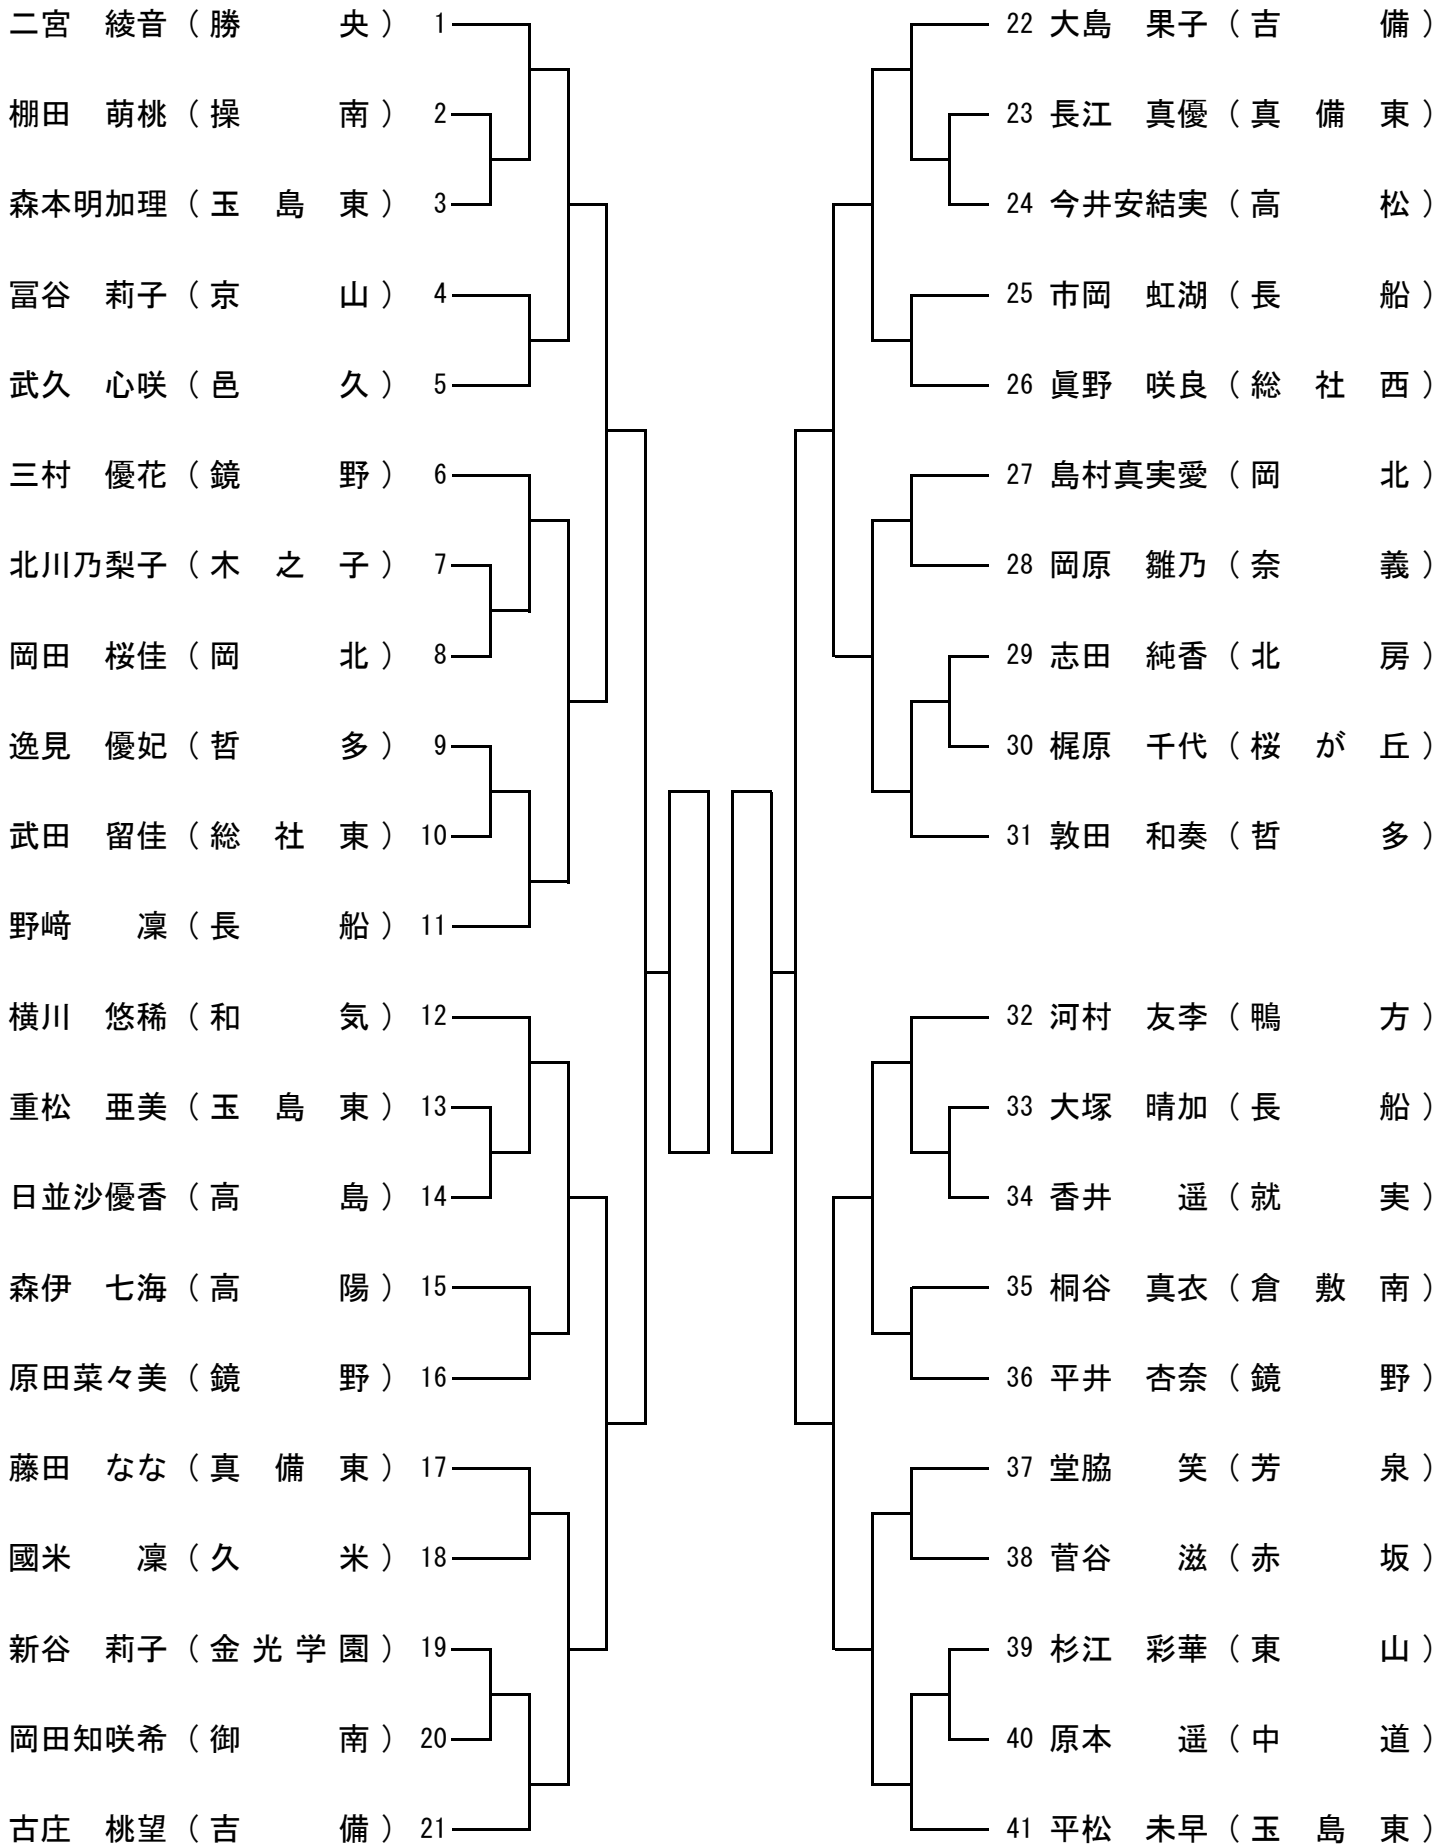 二宮　綾音（勝　　央）1
棚田　萌桃（操　　南）2
森本明加理（玉　島　東）3
冨谷　莉子（京　　山）4
武久　心咲（邑　　久）5
三村　優花（鏡　　野）6
北川乃梨子（木　之　子）7
岡田　桜佳（岡　　北）8
逸見　優妃（哲　　多）9
武田　留佳（総　社　東）10
野﨑　　凜（長　　船）11
横川　悠稀（和　　気）12
重松　亜美（玉　島　東）13
日並沙優香（高　　島）14
森伊　七海（高　　陽）15
原田菜々美（鏡　　野）16
藤田　なな（真　備　東）17
國米　　凜（久　　米）18
新谷　莉子（金光学園）19
岡田知咲希（御　　南）20
古庄　桃望（吉　　備）21
22 大島　果子（吉　　備）
23 長江　真優（真　備　東）
24 今井安結実（高　　松）
25 市岡　虹湖（長　　船）
26 眞野　咲良（総　社　西）
27 島村真実愛（岡　　北）
28 岡原　雛乃（奈　　義）
29 志田　純香（北　　房）
30 梶原　千代（桜　が　丘）
31 敦田　和奏（哲　　多）
32 河村　友李（鴨　　方）
33 大塚　晴加（長　　船）
34 香井　　遥（就　　実）
35 桐谷　真衣（倉　敷　南）
36 平井　杏奈（鏡　　野）
37 堂脇　　笑（芳　　泉）
38 菅谷　　滋（赤　　坂）
39 杉江　彩華（東　　山）
40 原本　　遥（中　　道）
41 平松　未早（玉　島　東）